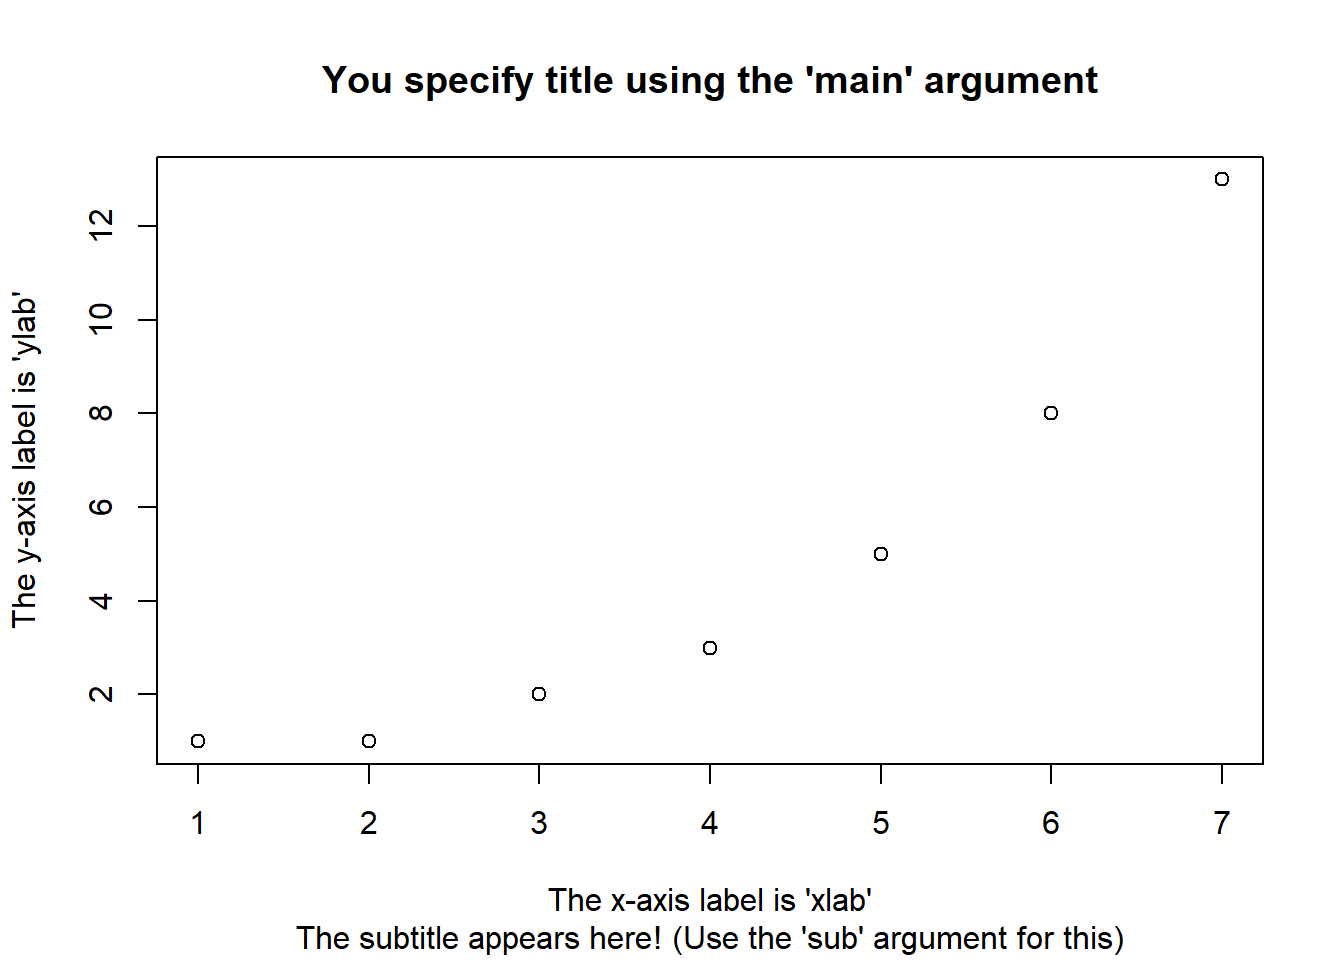 You specify title using the 'main' argument
The y-axis label is 'ylab'
12
10
8
6
4
2
1 2 3 4 5 6 7
The x-axis label is 'xlab'
The subtitle appears here! (Use the 'sub' argument for this)